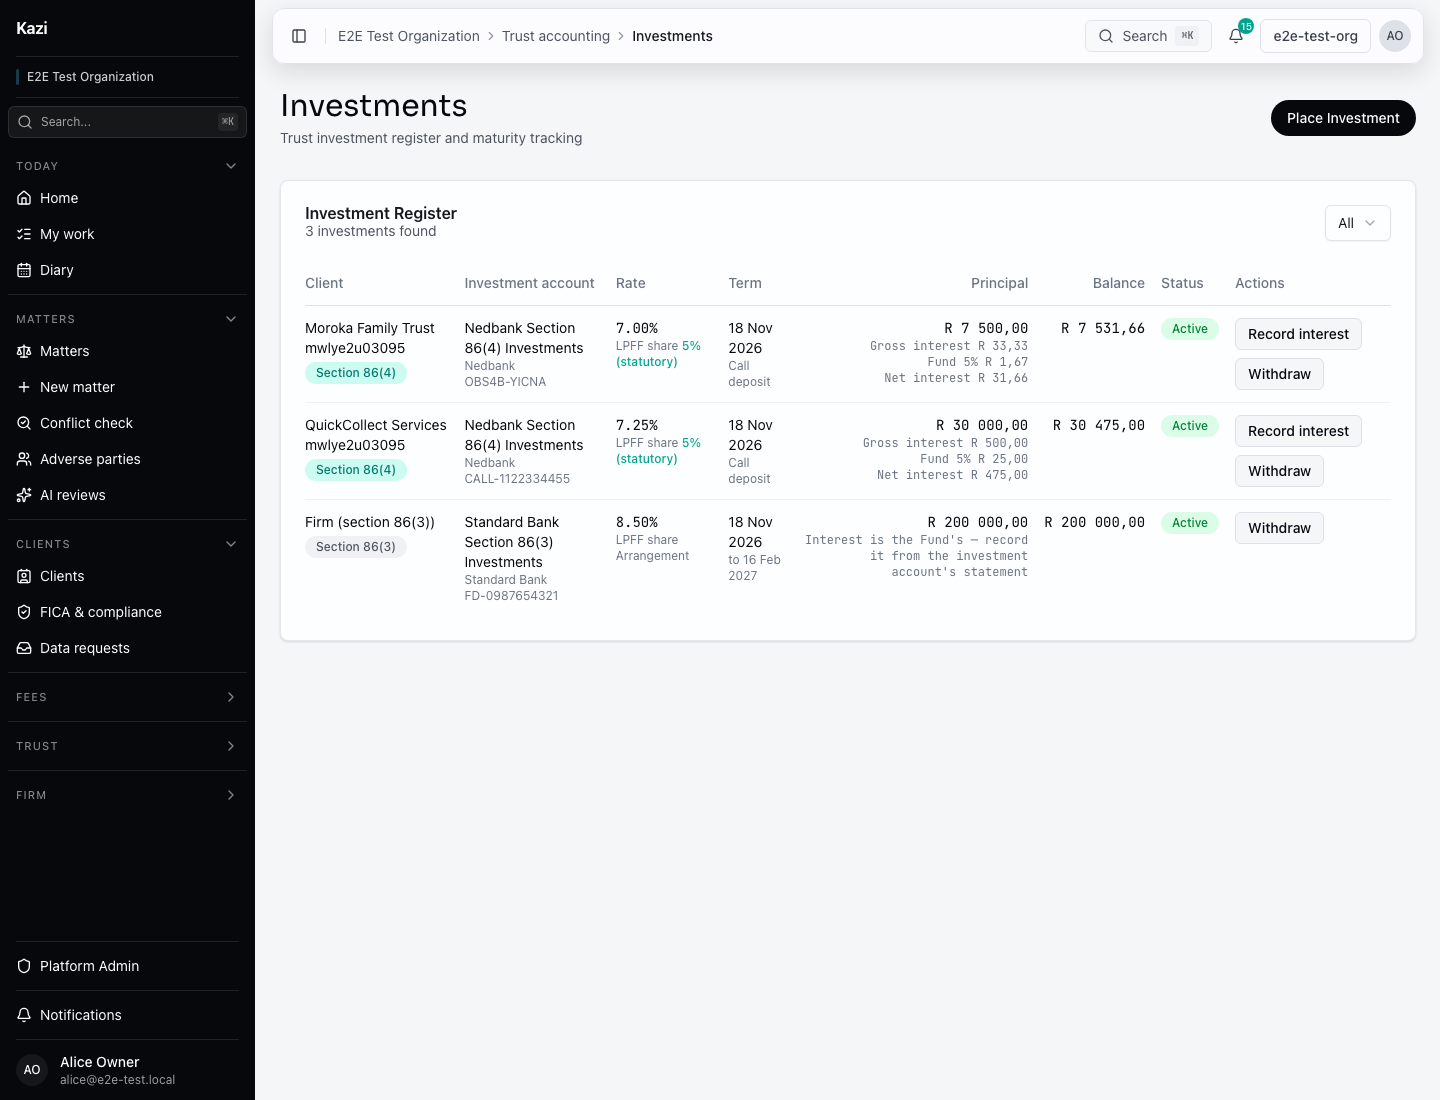 Kazi
E2E Test Organization
Search...
⌘K
TODAY
Home
My work
Diary
MATTERS
Matters
New matter
Conflict check
Adverse parties
AI reviews
CLIENTS
Clients
FICA & compliance
Data requests
FEES
TRUST
FIRM
Platform Admin
Notifications
AO
Alice Owner
alice@e2e-test.local
E2E Test Organization
Trust accounting
Investments
Search ⌘K
15
e2e-test-org
AO
Investments
Trust investment register and maturity tracking
Place Investment
Investment Register
3 investments found
All
Client Investment account Rate Term Principal Balance Status Actions
Moroka Family Trust
mwlye2u03095
Section 86(4)
Nedbank Section
86(4) Investments
Nedbank
OBS4B-YICNA
7.00%
LPFF share 5%
(statutory)
18 Nov
2026
Call
deposit
R 7 500,00
Gross interest R 33,33
Fund 5% R 1,67
Net interest R 31,66
R 7 531,66
Active
Record interest
Withdraw
QuickCollect Services
mwlye2u03095
Section 86(4)
Nedbank Section
86(4) Investments
Nedbank
CALL-1122334455
7.25%
LPFF share 5%
(statutory)
18 Nov
2026
Call
deposit
R 30 000,00
Gross interest R 500,00
Fund 5% R 25,00
Net interest R 475,00
R 30 475,00
Active
Record interest
Withdraw
Firm (section 86(3))
Section 86(3)
Standard Bank
Section 86(3)
Investments
Standard Bank
FD-0987654321
8.50%
LPFF share
Arrangement
18 Nov
2026
to 16 Feb
2027
R 200 000,00
Interest is the Fund's — record
it from the investment
account's statement
R 200 000,00
Active
Withdraw